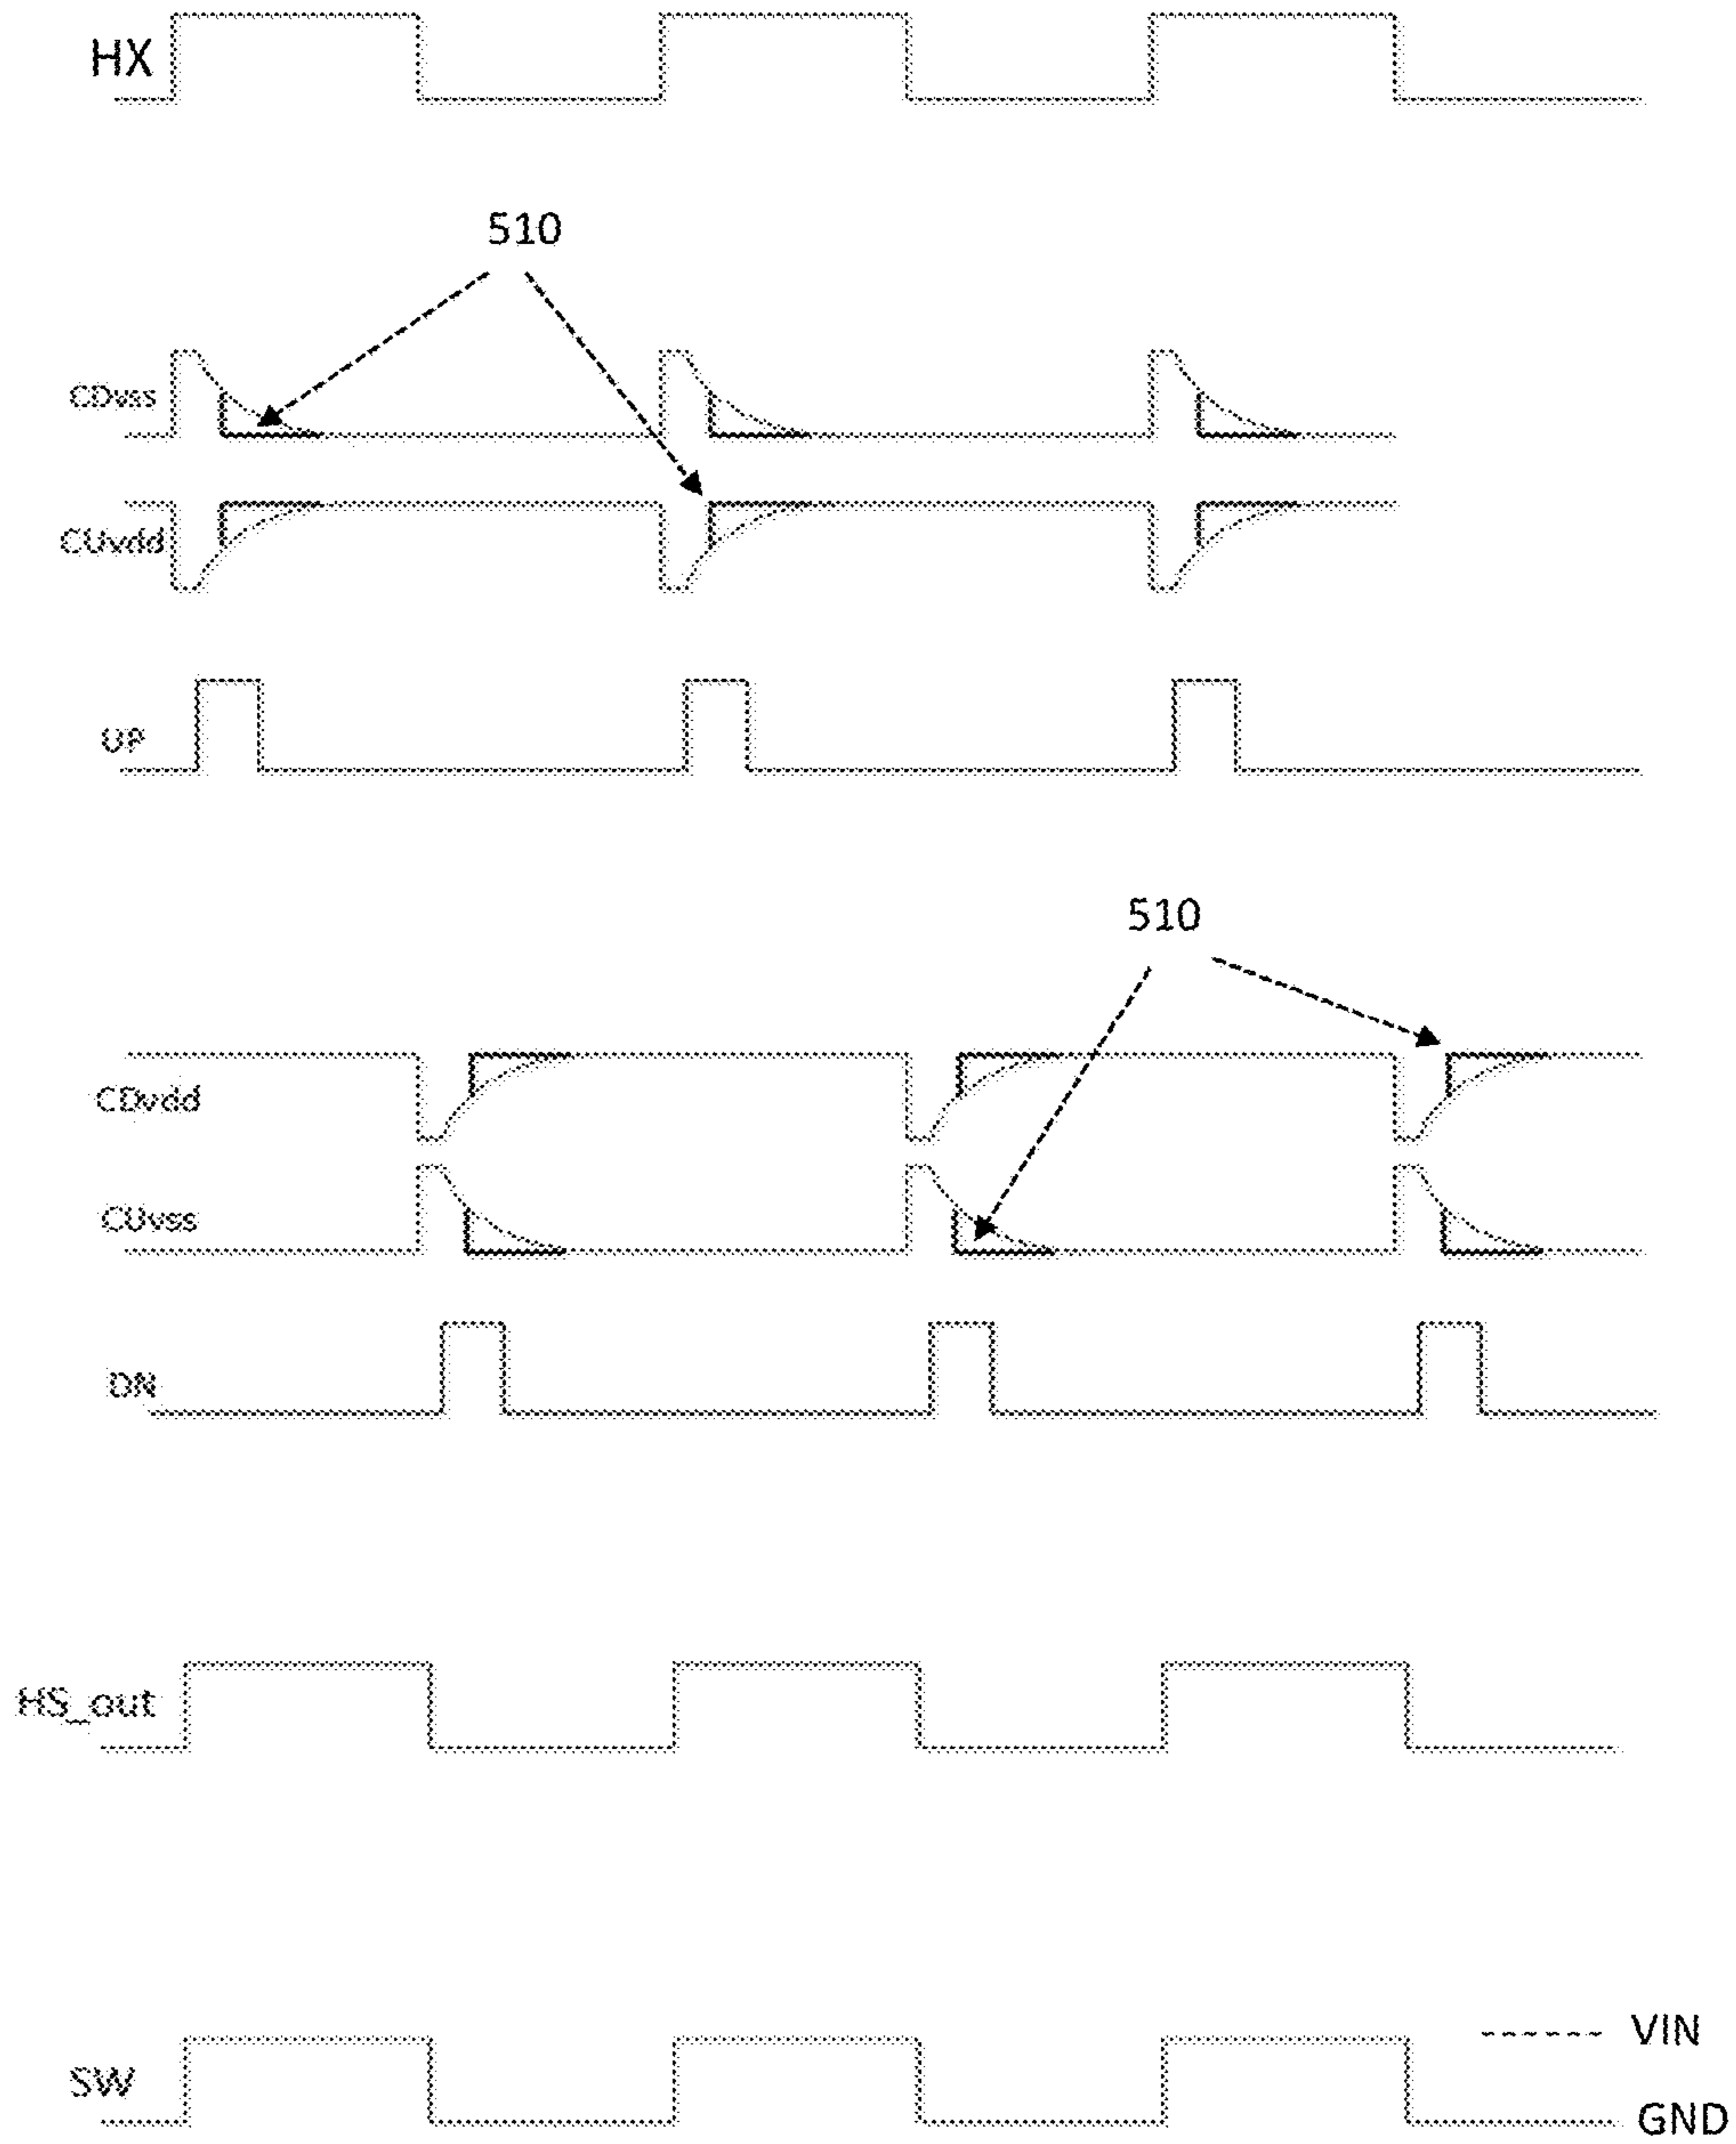 HX
510
CDvss
CUvdd
UP
510
CDvdd
CUvss
DN
HS_out
VIN
SW
GND